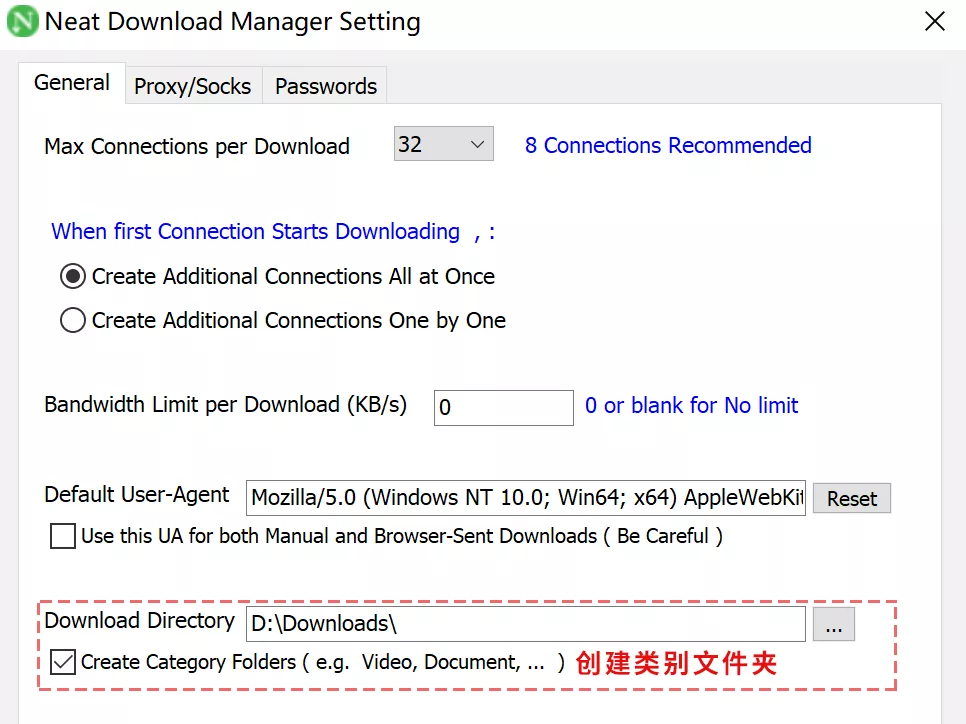 Neat Download Manager Setting
General Proxy/Socks Passwords
Max Connections per Download 32 8 Connections Recommended
When first Connection Starts Downloading , :
Create Additional Connections All at Once
Create Additional Connections One by One
Bandwidth Limit per Download (KB/s) 0 0 or blank for No limit
Default User-Agent Mozilla/5.0 (Windows NT 10.0; Win64; x64) AppleWebKit Reset
Use this UA for both Manual and Browser-Sent Downloads ( Be Careful )
Download Directory D:\Downloads\ ...
Create Category Folders ( e.g. Video, Document, ... ) 创建类别文件夹